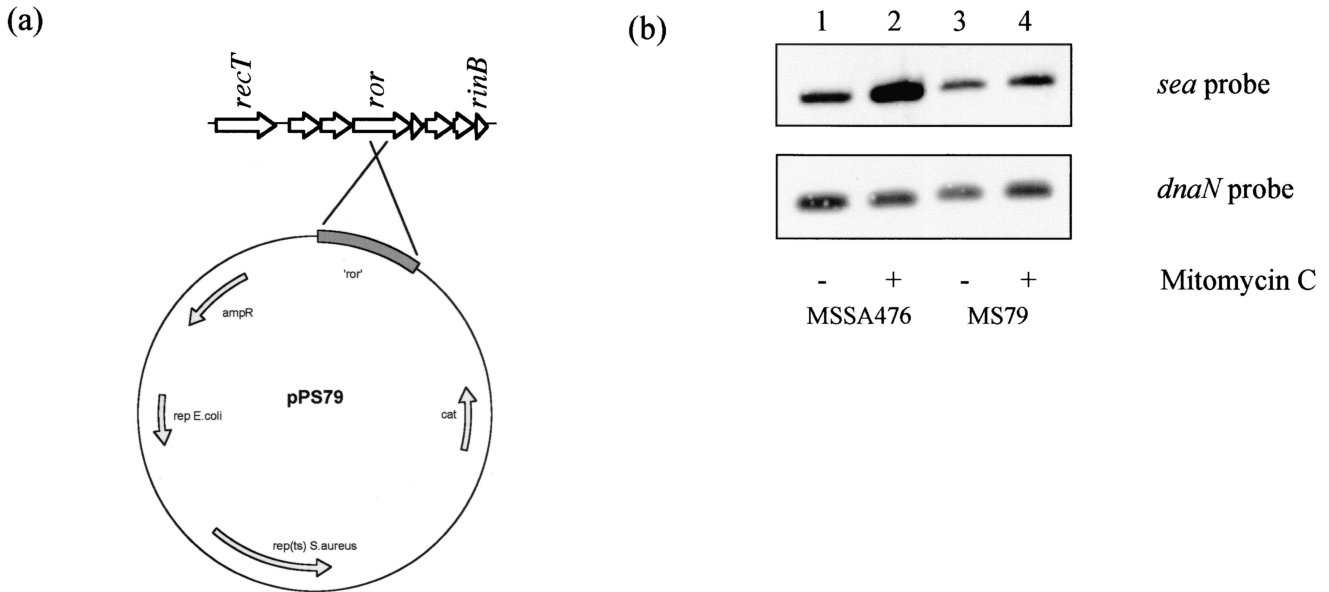 (a)
recT
ror
rinB
'ror'
ampR
rep E.coli
pPS79
cat
rep(ts) S.aureus
(b)
1 2 3 4
sea probe
dnaN probe
- + - + Mitomycin C
MSSA476 MS79